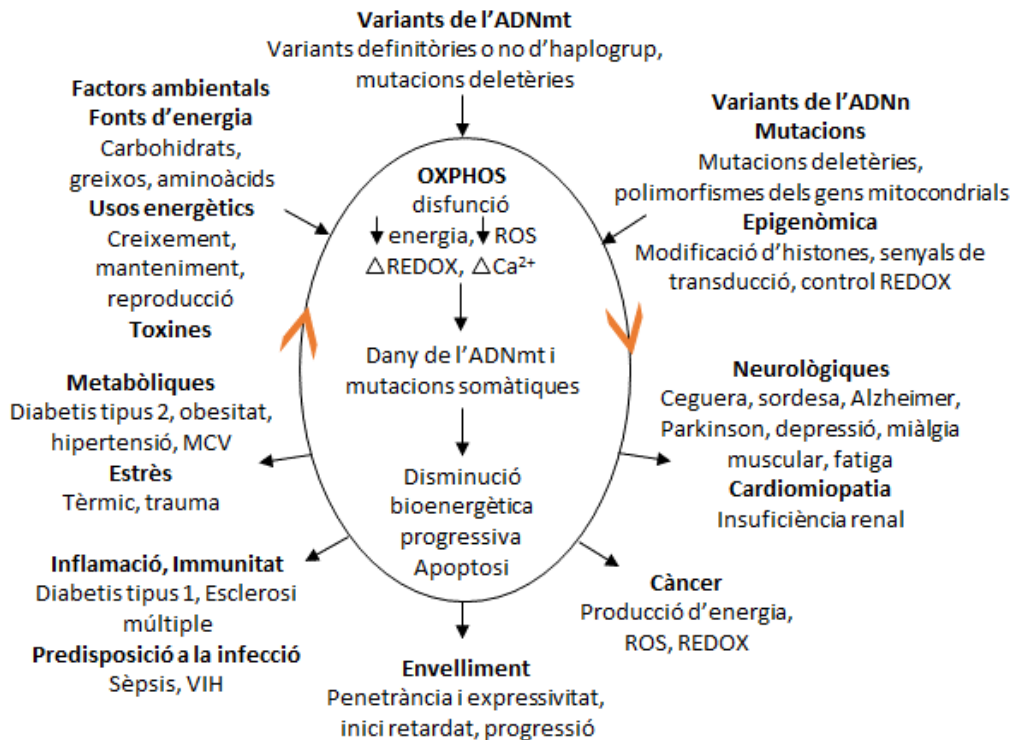 Variants de l’ADNmt
Variants definitòries o no d’haplogrup,
mutacions deletèries
Factors ambientals
Fonts d’energia
Carbohidrats,
greixos, aminoàcids
Usos energètics
Creixement,
manteniment,
reproducció
Toxines
Variants de l’ADNn
Mutacions
Mutacions deletèries,
polimorfismes dels gens mitocondrials
Epigenòmica
Modificació d’histones, senyals de
transducció, control REDOX
OXPHOS
disfunció
energia, ROS
△REDOX, △Ca²⁺
Dany de l’ADNmt i
mutacions somàtiques
Disminució
bioenergètica
progressiva
Apoptosi
Metabòliques
Diabetis tipus 2, obesitat,
hipertensió, MCV
Estrès
Tèrmic, trauma
Neurològiques
Ceguera, sordesa, Alzheimer,
Parkinson, depressió, miàlgia
muscular, fatiga
Cardiomiopatia
Insuficiència renal
Inflamació, Immunitat
Diabetis tipus 1, Esclerosi
múltiple
Predisposició a la infecció
Sèpsis, VIH
Càncer
Producció d’energia,
ROS, REDOX
Envelliment
Penetrància i expressivitat,
inici retardat, progressió